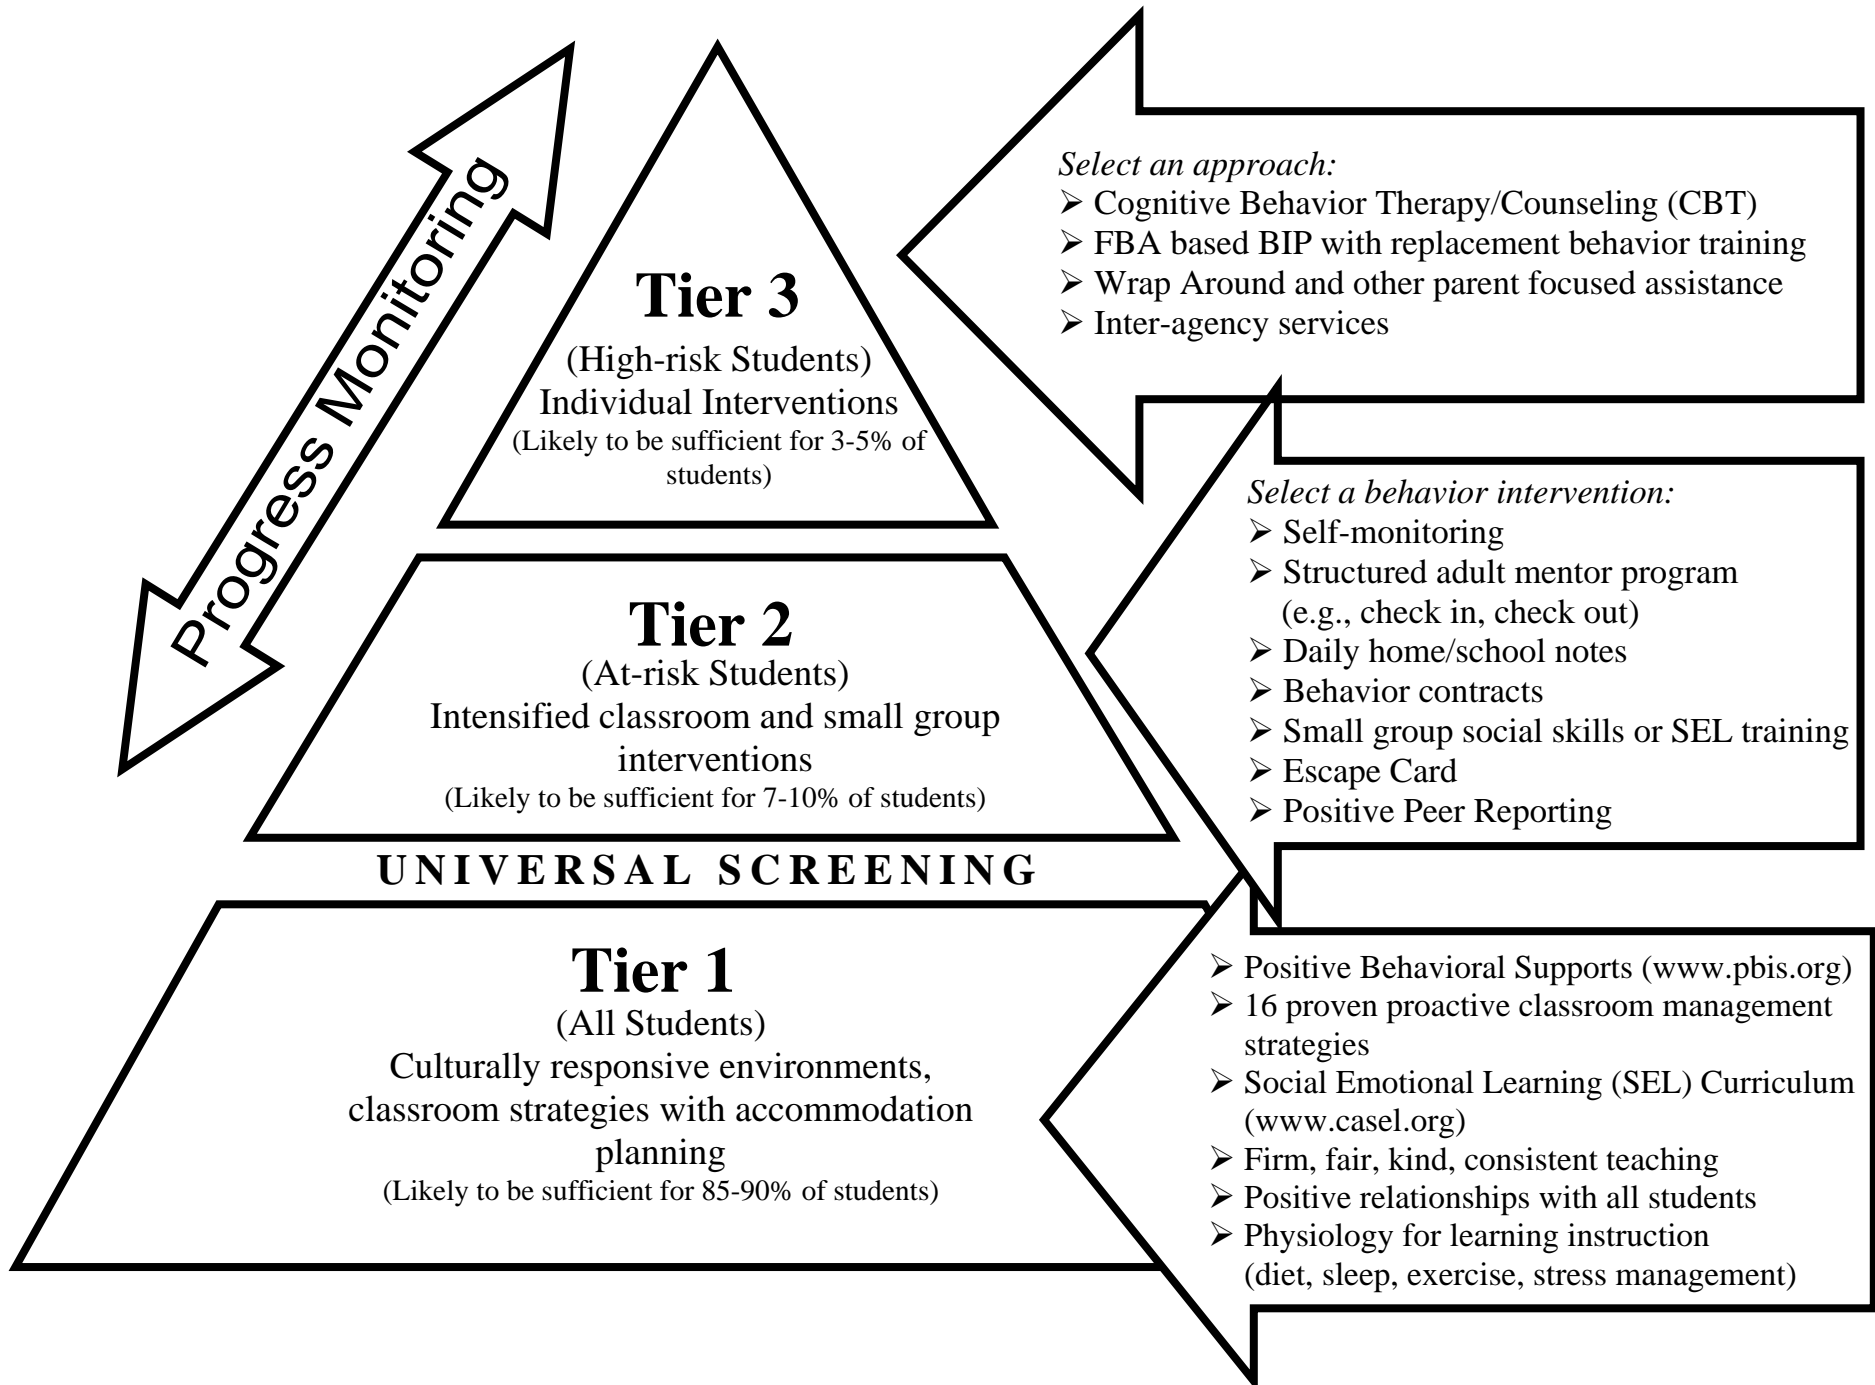 Progress Monitoring
Tier 3
(High-risk Students)
Individual Interventions
(Likely to be sufficient for 3-5% of
students)
Select an approach:
➢ Cognitive Behavior Therapy/Counseling (CBT)
➢ FBA based BIP with replacement behavior training
➢ Wrap Around and other parent focused assistance
➢ Inter-agency services
Tier 2
(At-risk Students)
Intensified classroom and small group
interventions
(Likely to be sufficient for 7-10% of students)
Select a behavior intervention:
➢ Self-monitoring
➢ Structured adult mentor program
(e.g., check in, check out)
➢ Daily home/school notes
➢ Behavior contracts
➢ Small group social skills or SEL training
➢ Escape Card
➢ Positive Peer Reporting
UNIVERSAL SCREENING
Tier 1
(All Students)
Culturally responsive environments,
classroom strategies with accommodation
planning
(Likely to be sufficient for 85-90% of students)
➢ Positive Behavioral Supports (www.pbis.org)
➢ 16 proven proactive classroom management
strategies
➢ Social Emotional Learning (SEL) Curriculum
(www.casel.org)
➢ Firm, fair, kind, consistent teaching
➢ Positive relationships with all students
➢ Physiology for learning instruction
(diet, sleep, exercise, stress management)